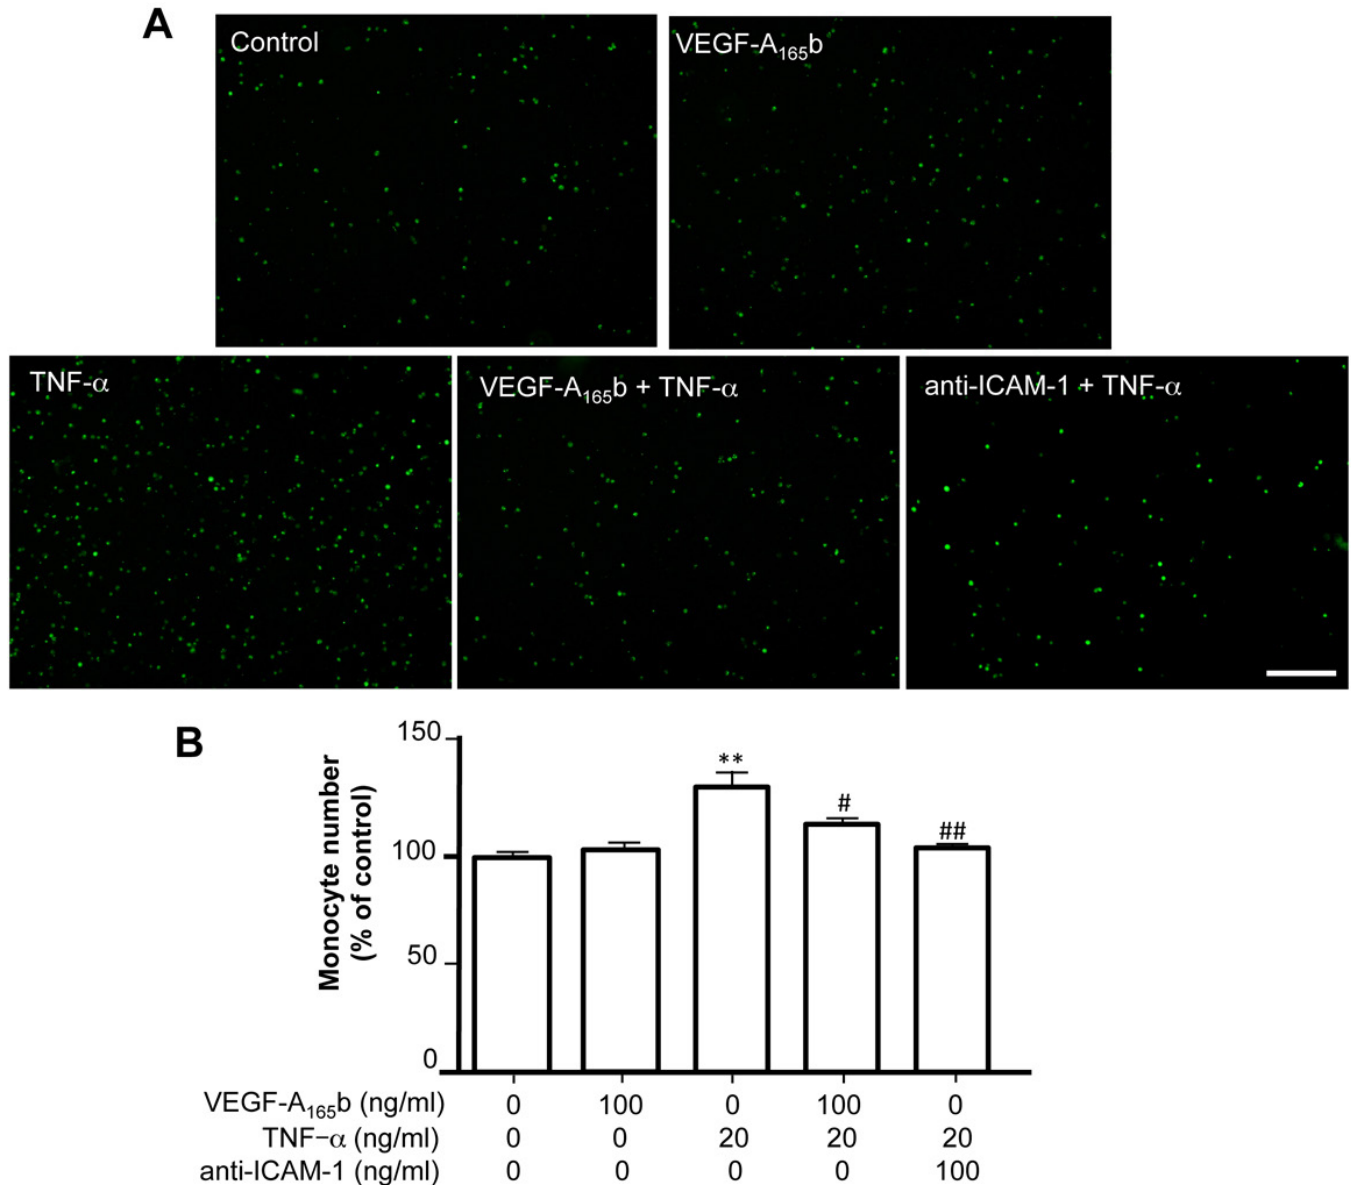 A
Control
VEGF-A165b
TNF-α
VEGF-A165b + TNF-α
anti-ICAM-1 + TNF-α
B
Monocyte number
(% of control)
150
100
50
0
**
#
##
VEGF-A165b (ng/ml) 0 100 0 100 0
TNF-α (ng/ml) 0 0 20 20 20
anti-ICAM-1 (ng/ml) 0 0 0 0 100